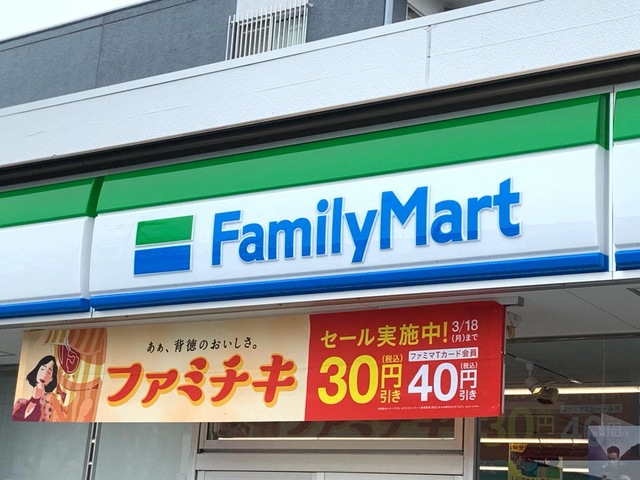 FamilyMart
あぁ、背徳のおいしさ。
ファミチキ
セール実施中! 3/18(月)まで
30円(税込)引き
ファミマTカード会員
40円(税込)引き